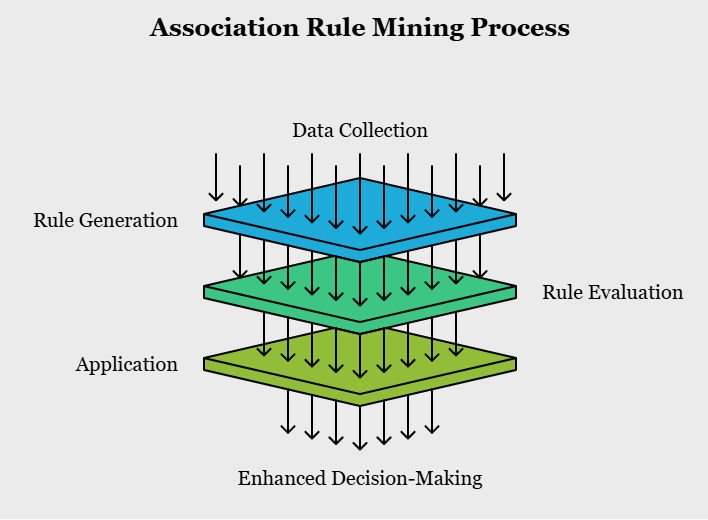 Association Rule Mining Process
Data Collection
Rule Generation
Rule Evaluation
Application
Enhanced Decision-Making